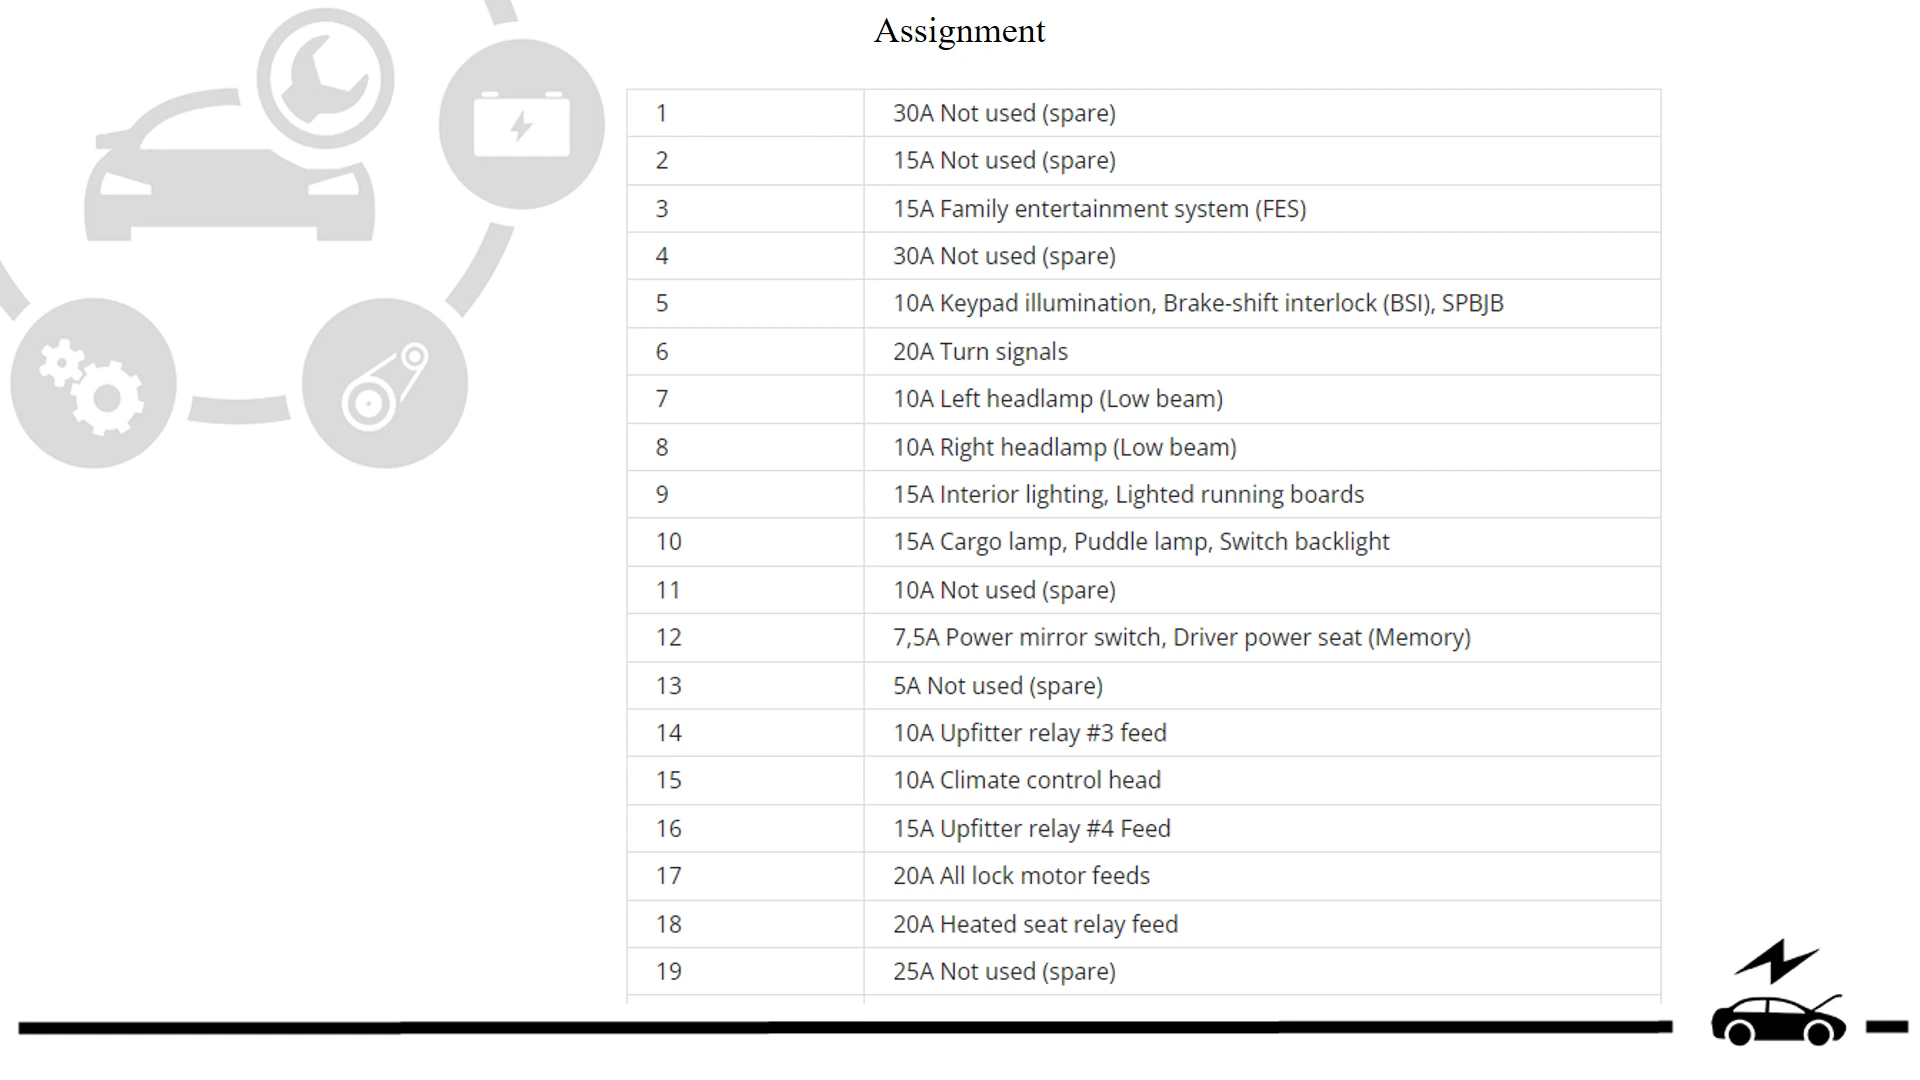 Assignment
1 30A Not used (spare)
2 15A Not used (spare)
3 15A Family entertainment system (FES)
4 30A Not used (spare)
5 10A Keypad illumination, Brake-shift interlock (BSI), SPBJB
6 20A Turn signals
7 10A Left headlamp (Low beam)
8 10A Right headlamp (Low beam)
9 15A Interior lighting, Lighted running boards
10 15A Cargo lamp, Puddle lamp, Switch backlight
11 10A Not used (spare)
12 7,5A Power mirror switch, Driver power seat (Memory)
13 5A Not used (spare)
14 10A Upfitter relay #3 feed
15 10A Climate control head
16 15A Upfitter relay #4 Feed
17 20A All lock motor feeds
18 20A Heated seat relay feed
19 25A Not used (spare)